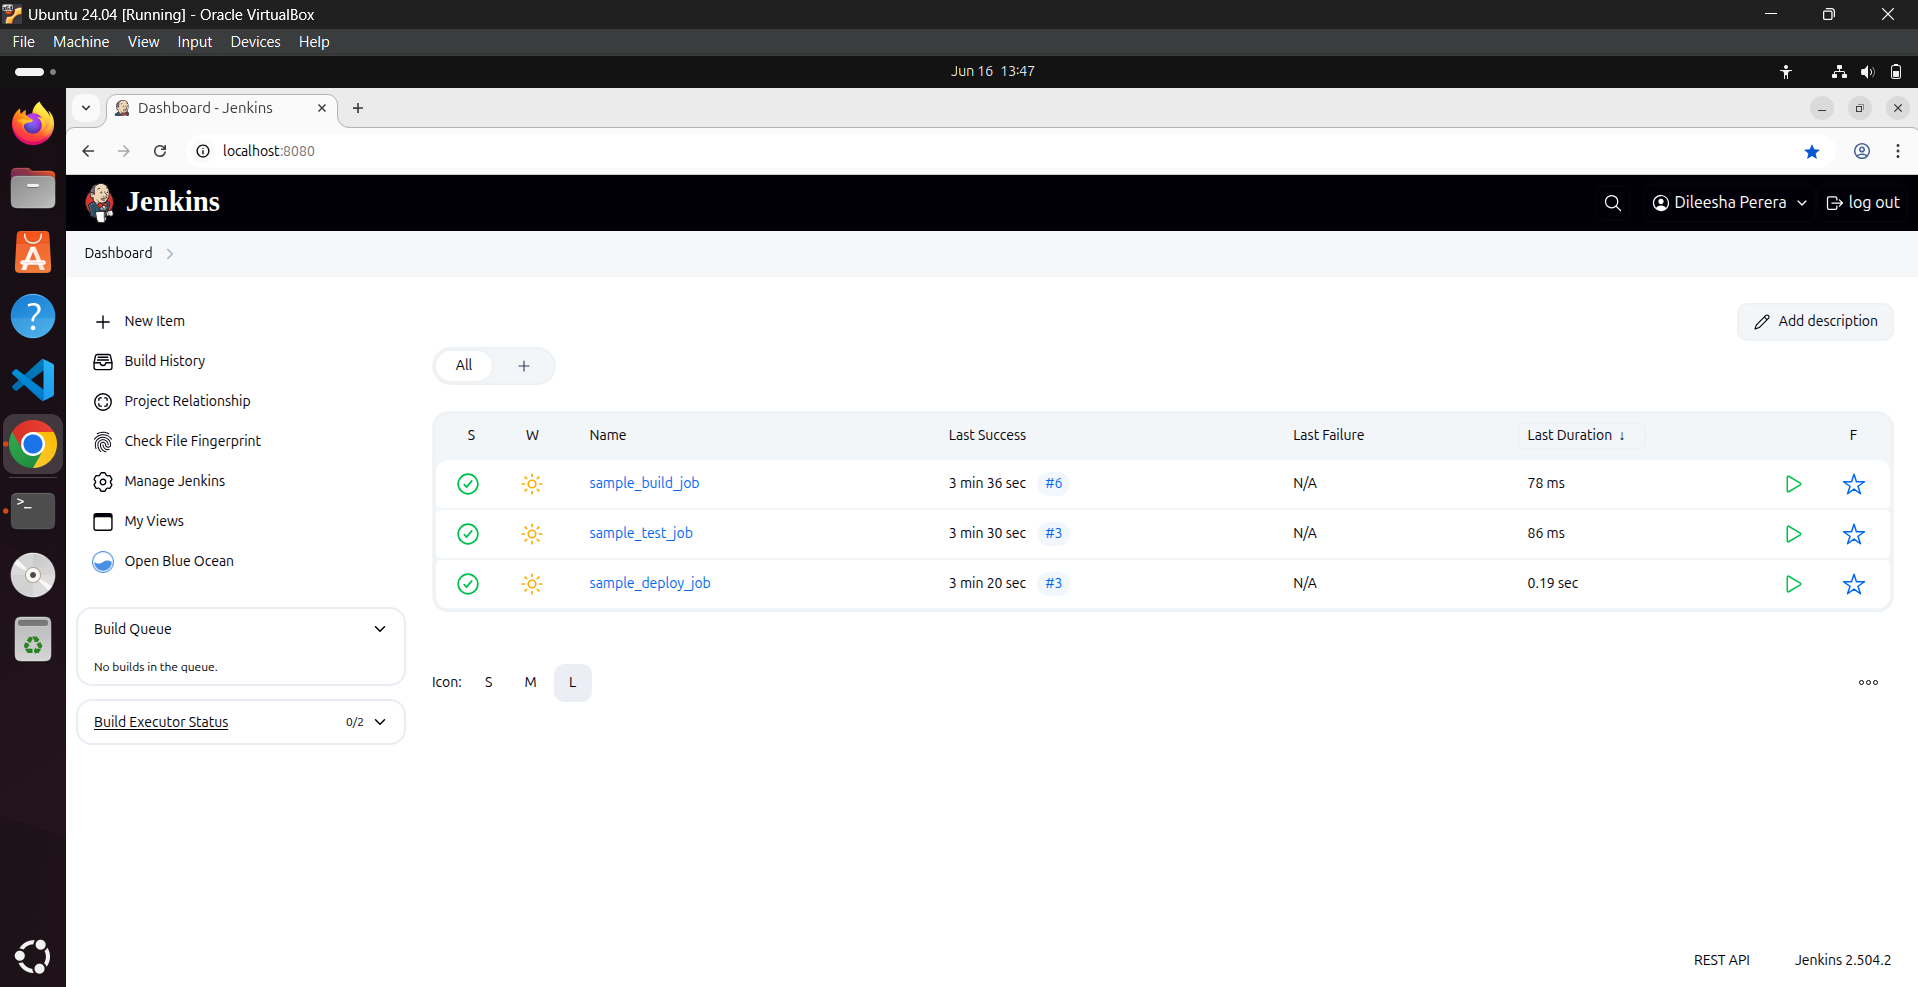 Ubuntu 24.04 [Running] - Oracle VirtualBox
File Machine View Input Devices Help
Jun 16 13:47
Dashboard - Jenkins
localhost:8080
Jenkins
Dileesha Perera
log out
Dashboard
New Item
Add description
Build History
All +
Project Relationship
Check File Fingerprint
Manage Jenkins
My Views
Open Blue Ocean
S W Name Last Success Last Failure Last Duration ↓ F
sample_build_job 3 min 36 sec #6 N/A 78 ms
sample_test_job 3 min 30 sec #3 N/A 86 ms
sample_deploy_job 3 min 20 sec #3 N/A 0.19 sec
Build Queue
No builds in the queue.
Build Executor Status 0/2
Icon: S M L
REST API Jenkins 2.504.2